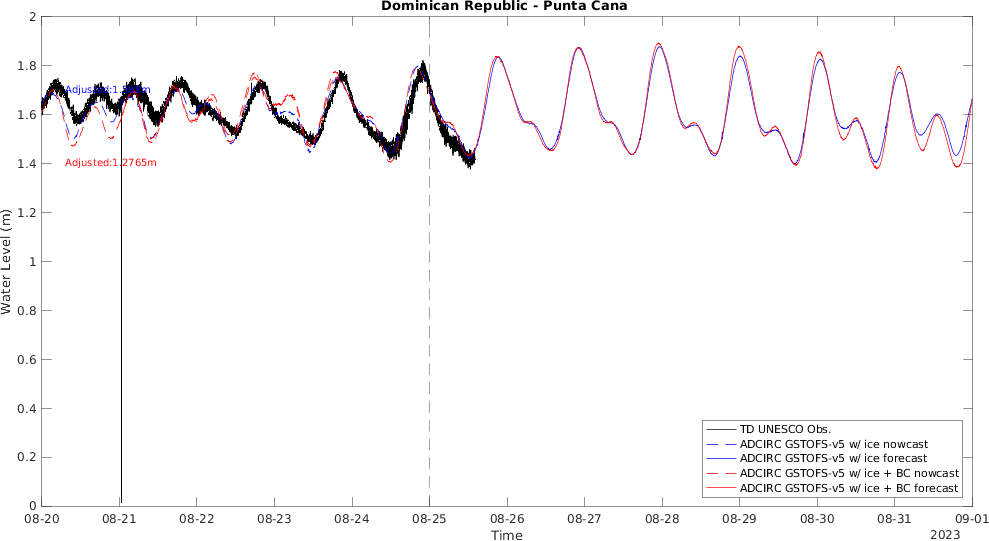 Dominican Republic - Punta Cana
2
1.8
1.6
1.4
1.2
1
0.8
0.6
0.4
0.2
0
Water Level (m)
Adjusted:1.2765m
TD UNESCO Obs.
ADCIRC GSTOFS-v5 w/ ice nowcast
ADCIRC GSTOFS-v5 w/ ice forecast
ADCIRC GSTOFS-v5 w/ ice + BC nowcast
ADCIRC GSTOFS-v5 w/ ice + BC forecast
08-20 08-21 08-22 08-23 08-24 08-25 08-26 08-27 08-28 08-29 08-30 08-31 09-01
Time
2023